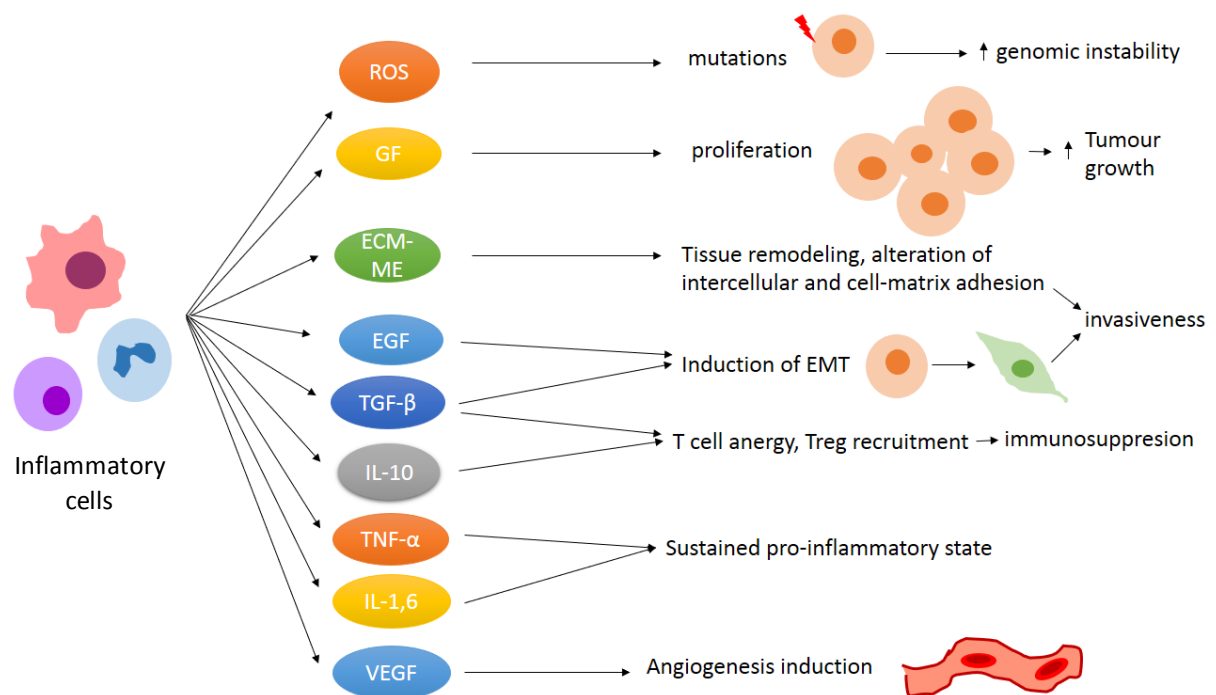 ROS
mutations
↑ genomic instability
GF
proliferation
↑ Tumour
growth
ECM-
ME
Tissue remodeling, alteration of
intercellular and cell-matrix adhesion
invasiveness
EGF
Induction of EMT
TGF-β
T cell anergy, Treg recruitment
immunosuppresion
Inflammatory
cells
IL-10
TNF-α
Sustained pro-inflammatory state
IL-1,6
VEGF
Angiogenesis induction